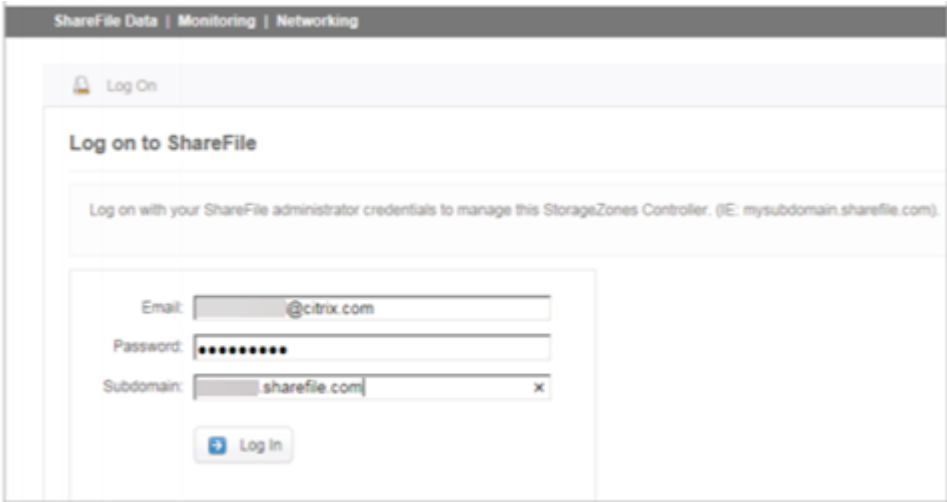 ShareFile Data | Monitoring | Networking
Log On
Log on to ShareFile
Log on with your ShareFile administrator credentials to manage this StorageZones Controller. (IE: mysubdomain.sharefile.com).
Email: @citrix.com
Password: •••••••••
Subdomain: .sharefile.com ×
Log In